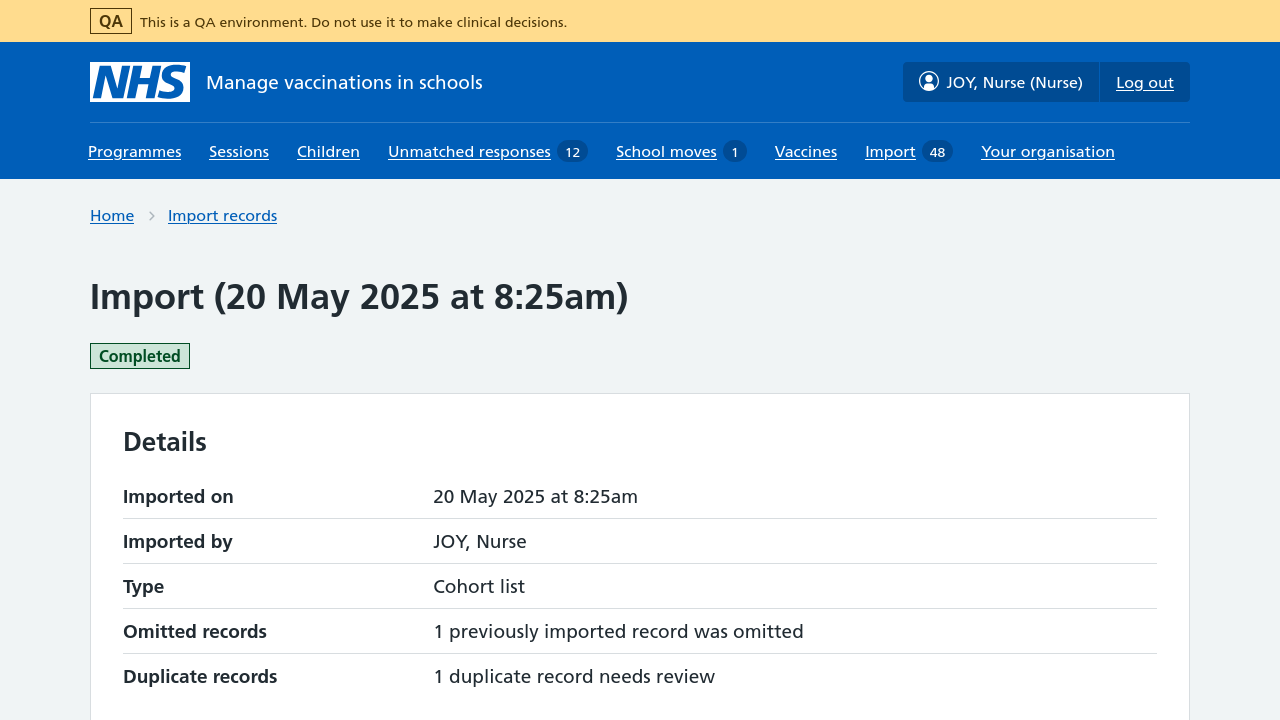 QA This is a QA environment. Do not use it to make clinical decisions.
NHS Manage vaccinations in schools JOY, Nurse (Nurse) Log out
Programmes Sessions Children Unmatched responses 12 School moves 1 Vaccines Import 48 Your organisation
Home Import records
Import (20 May 2025 at 8:25am)
Completed
Details
Imported on 20 May 2025 at 8:25am
Imported by JOY, Nurse
Type Cohort list
Omitted records 1 previously imported record was omitted
Duplicate records 1 duplicate record needs review